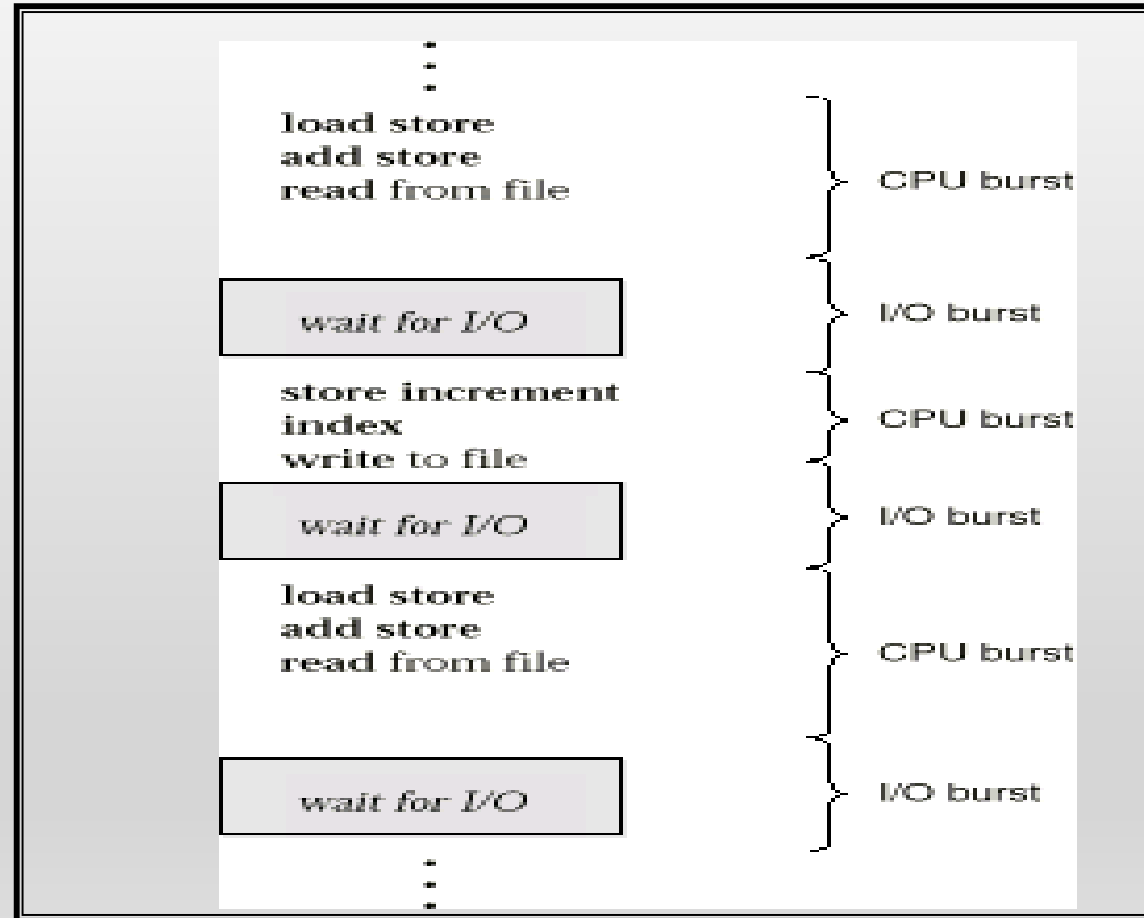 load store
add store
read from file
CPU burst
wait for I/O
I/O burst
store increment
index
write to file
CPU burst
wait for I/O
I/O burst
load store
add store
read from file
CPU burst
wait for I/O
I/O burst